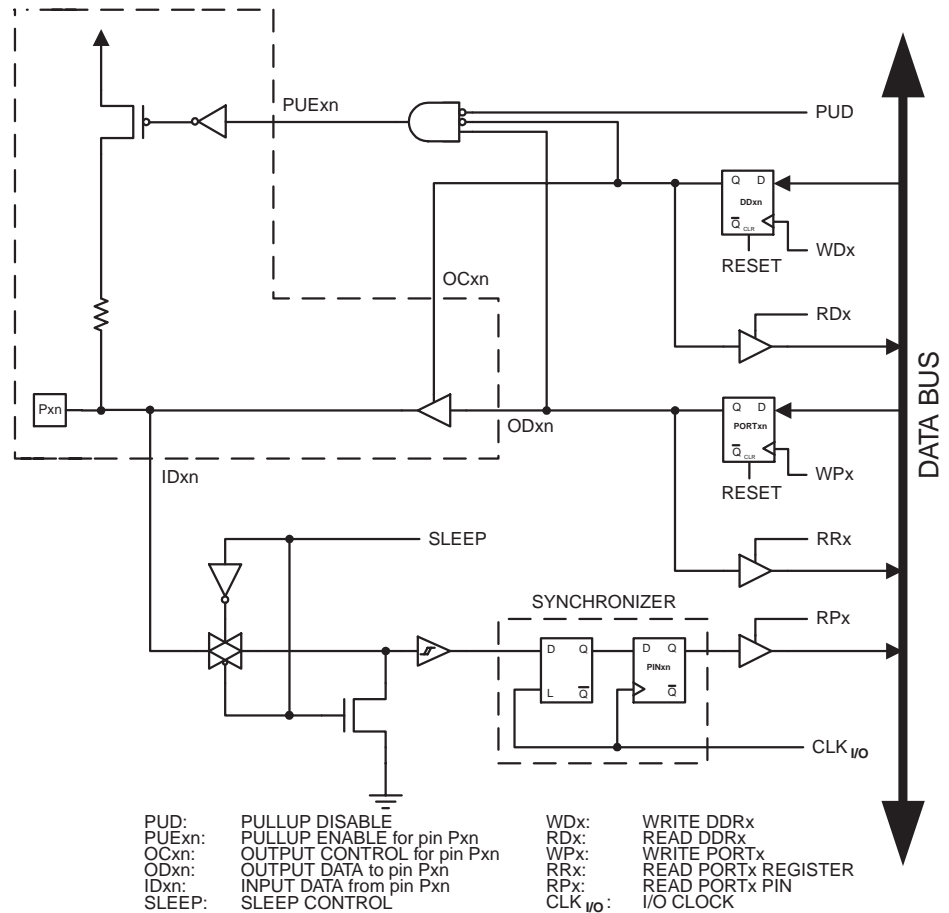 PUExn
PUD
Q D
DDxn
Q CLR
WDx
RESET
OCxn
RDx
DATA BUS
Pxn
ODxn
Q D
PORTxn
Q CLR
WPx
RESET
IDxn
SLEEP
RRx
SYNCHRONIZER
RPx
D Q
L Q
D Q
PINxn
Q
CLK I/O
PUD: PULLUP DISABLE
PUExn: PULLUP ENABLE for pin Pxn
OCxn: OUTPUT CONTROL for pin Pxn
ODxn: OUTPUT DATA to pin Pxn
IDxn: INPUT DATA from pin Pxn
SLEEP: SLEEP CONTROL
WDx: WRITE DDRx
RDx: READ DDRx
WPx: WRITE PORTx
RRx: READ PORTx REGISTER
RPx: READ PORTx PIN
CLK I/O: I/O CLOCK